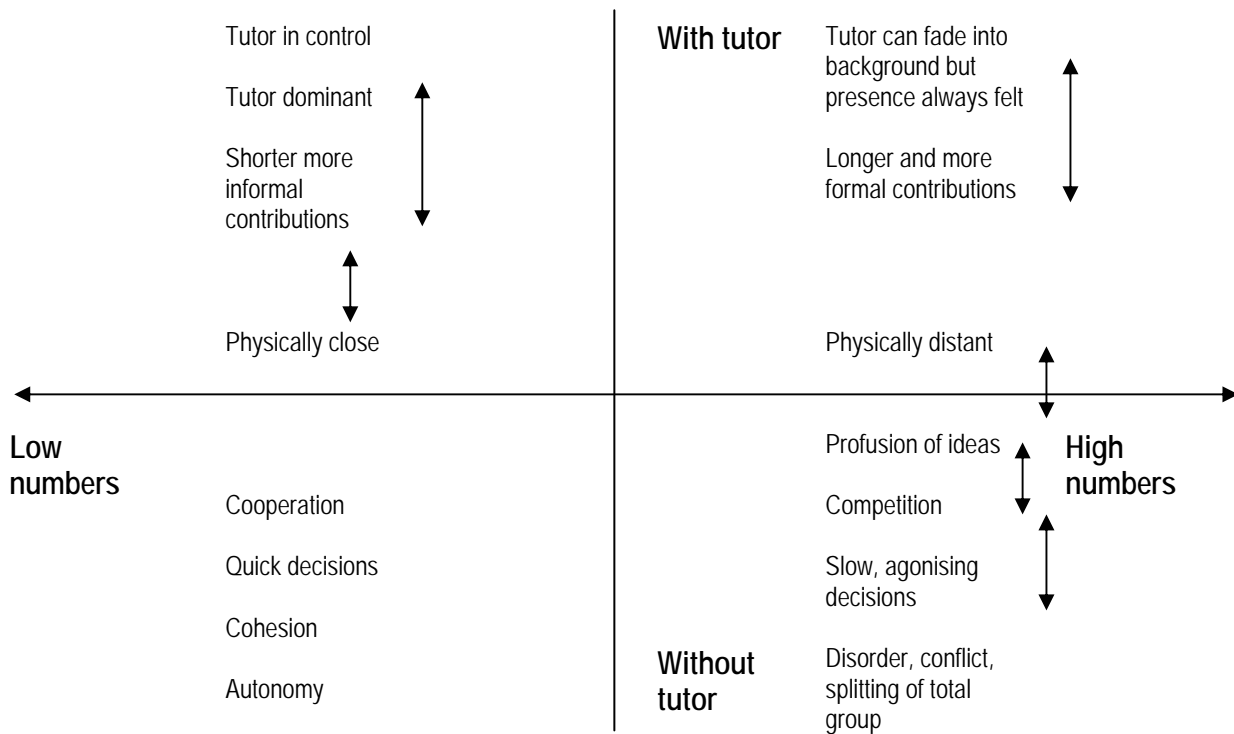 Tutor in control
Tutor dominant
Shorter more
informal
contributions
Physically close
With tutor
Tutor can fade into
background but
presence always felt
Longer and more
formal contributions
Physically distant
Low
numbers
Cooperation
Quick decisions
Cohesion
Autonomy
Without
tutor
Profusion of ideas
Competition
Slow, agonising
decisions
Disorder, conflict,
splitting of total
group
High
numbers